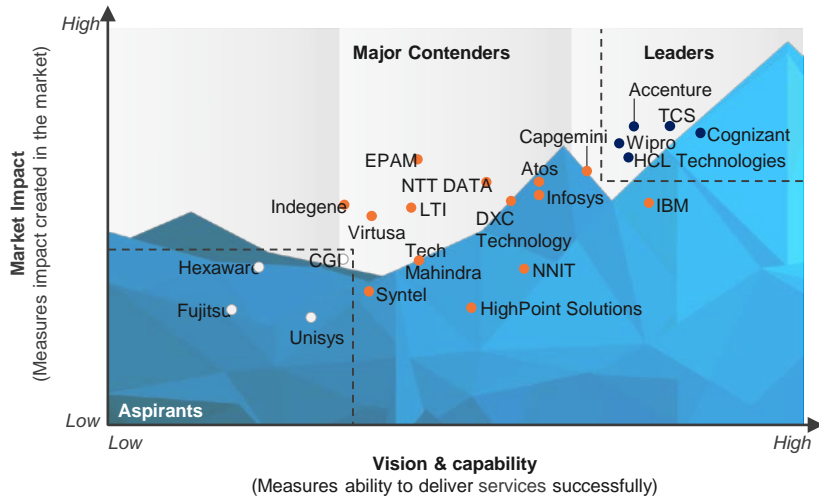 High
Major Contenders
Leaders
Accenture
TCS
Capgemini
Wipro
Cognizant
EPAM
Atos
HCL Technologies
NTT DATA
Infosys
IBM
Indegene
LTI
Virtusa
DXC
Technology
CGI
Tech
Mahindra
Hexaware
NNIT
Syntel
HighPoint Solutions
Fujitsu
Unisys
Aspirants
Low
Low
High
Market Impact
(Measures impact created in the market)
Vision & capability
(Measures ability to deliver services successfully)